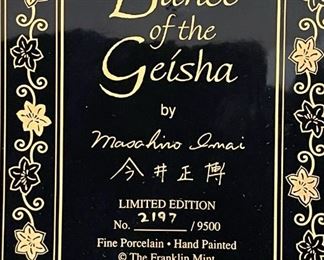 Dance
of the
Geisha
by
Masahiro Imai
今井正博
LIMITED EDITION
No. 2197 / 9500
Fine Porcelain • Hand Painted
© The Franklin Mint